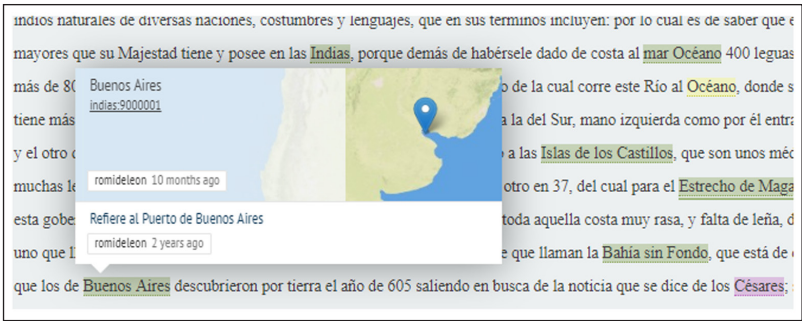 indios naturales de diversas naciones, costumbres y lenguajes, que en sus términos incluyen: por lo cual es de saber que
mayores que su Majestad tiene y posee en las Indias, porque demás de habérsele dado de costa al mar Océano 400 leguas
más de 80
o de la cual corre este Río al Océano, donde s
tiene más
a la del Sur, mano izquierda como por él entra
y el otro
a las Islas de los Castillos, que son unos
muchas le
otro en 37, del cual para el Estrecho de Maga
esta gobe
toda aquella costa muy rasa, y falta de leña, d
uno que
e que llaman la Bahía sin Fondo, que está de
que los de Buenos Aires descubrieron por tierra el año de 605 saliendo en busca de la noticia que se dice de los Césares;
Buenos Aires
indias:9000001
romideleon 10 months ago
Refiere al Puerto de Buenos Aires
romideleon 2 years ago